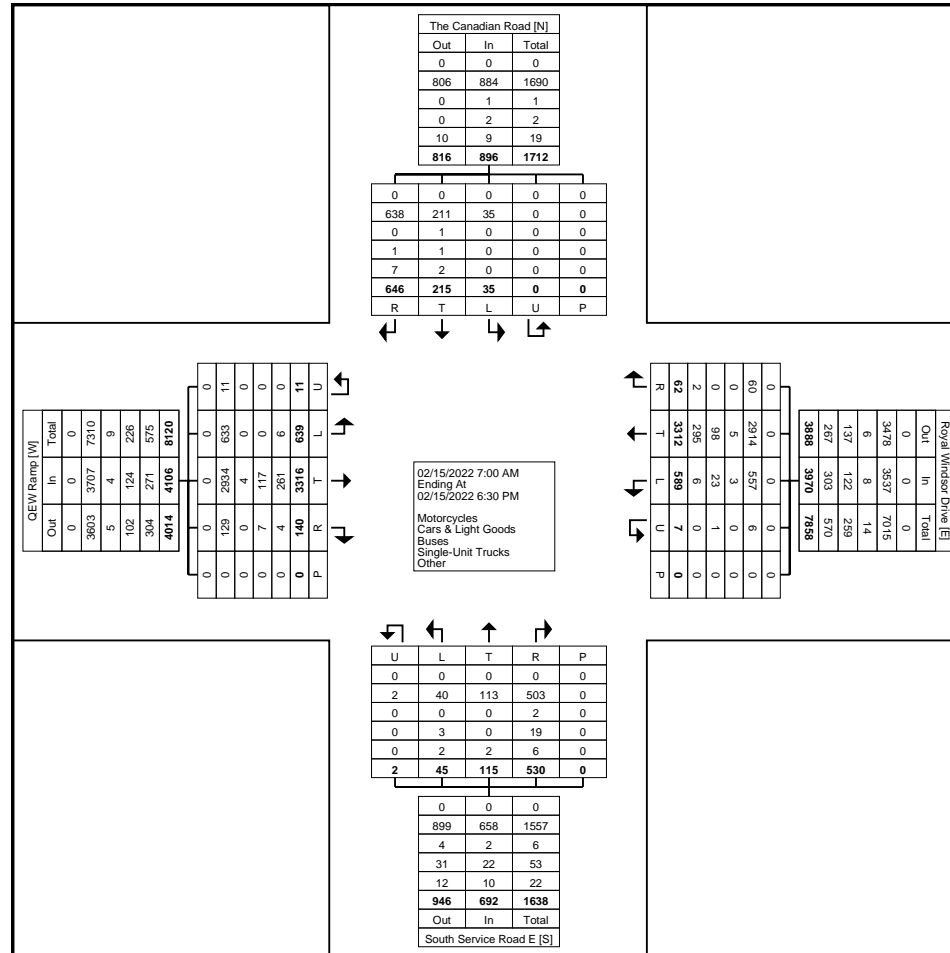 The Canadian Road [N]
Out In Total
0 0 0
806 884 1690
0 1 1
0 2 2
10 9 19
816 896 1712
0 0 0 0 0
638 211 35 0 0
0 1 0 0 0
1 1 0 0 0
7 2 0 0 0
646 215 35 0 0
R T L U P
QEW Ramp [W]
Total In Out
0 0 0
7310 3707 3603
9 4 5
226 124 102
575 271 304
8120 4106 4014
0 0 0 0 0
11 633 2934 129 0
0 0 4 0 0
0 0 117 7 0
0 6 261 4 0
11 639 3316 140 0
U L T R P
02/15/2022 7:00 AM
Ending At
02/15/2022 6:30 PM
Motorcycles
Cars & Light Goods
Buses
Single-Unit Trucks
Other
R T L U P
62 3312 589 7 0
2 295 6 0 0
0 98 23 1 0
0 5 3 0 0
60 2914 557 6 0
0 0 0 0 0
Royal Windsor Drive [E]
Out In Total
0 0 0
3478 3537 7015
6 8 14
137 122 259
267 303 570
3888 3970 7858
U L T R P
0 0 0 0 0
2 40 113 503 0
0 0 0 2 0
0 3 0 19 0
0 2 2 6 0
2 45 115 530 0
0 0 0
899 658 1557
4 2 6
31 22 53
12 10 22
946 692 1638
Out In Total
South Service Road E [S]